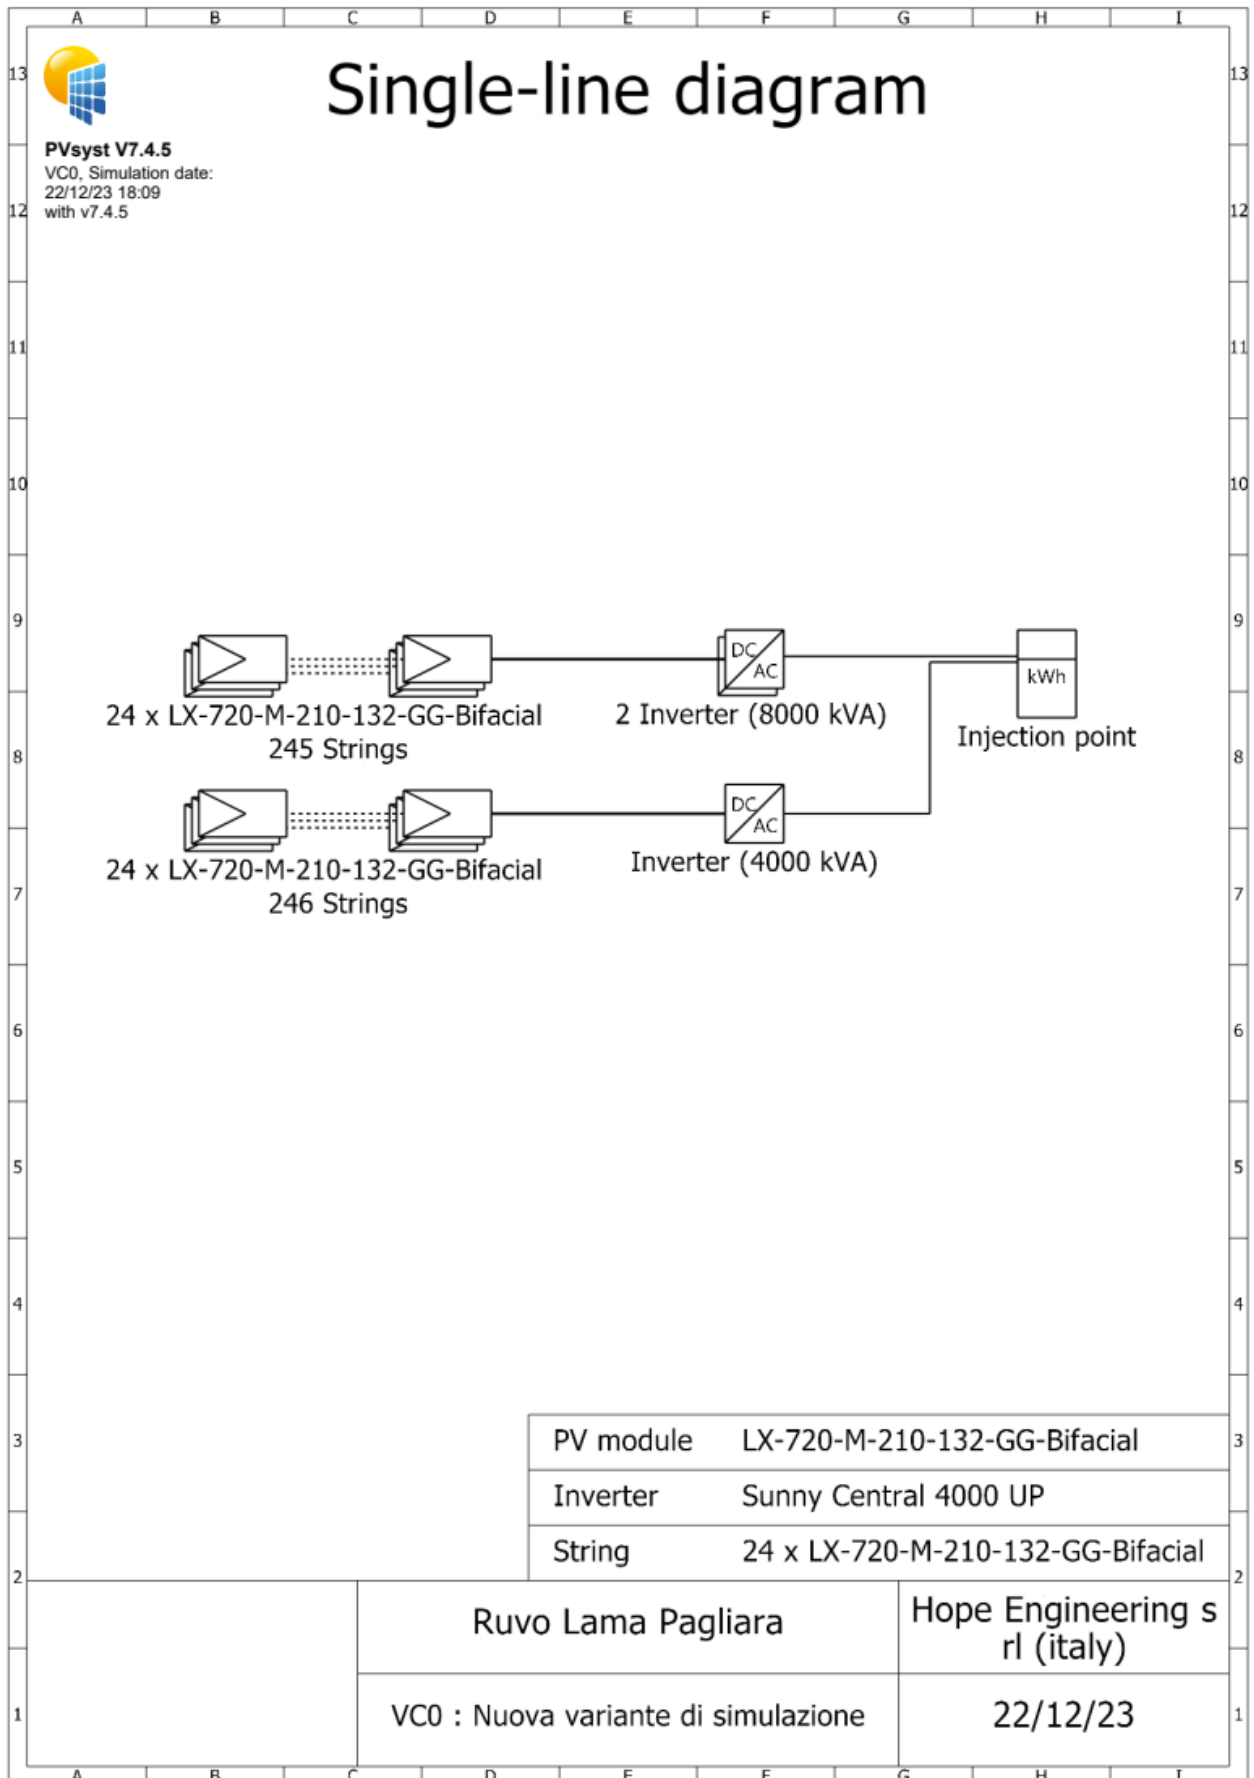 A B C D E F G H I
Single-line diagram
PVsyst V7.4.5
VC0, Simulation date:
22/12/23 18:09
with v7.4.5
13 13
12 12
11 11
10 10
9 9
DC
AC
kWh
24 x LX-720-M-210-132-GG-Bifacial
245 Strings
2 Inverter (8000 kVA)
Injection point
8 8
DC
AC
24 x LX-720-M-210-132-GG-Bifacial
246 Strings
Inverter (4000 kVA)
7 7
6 6
5 5
4 4
3 3
PV module LX-720-M-210-132-GG-Bifacial
Inverter Sunny Central 4000 UP
String 24 x LX-720-M-210-132-GG-Bifacial
2 2
Ruvo Lama Pagliara
Hope Engineering s
rl (italy)
1 1
VC0 : Nuova variante di simulazione
22/12/23
A B C D E F G H I